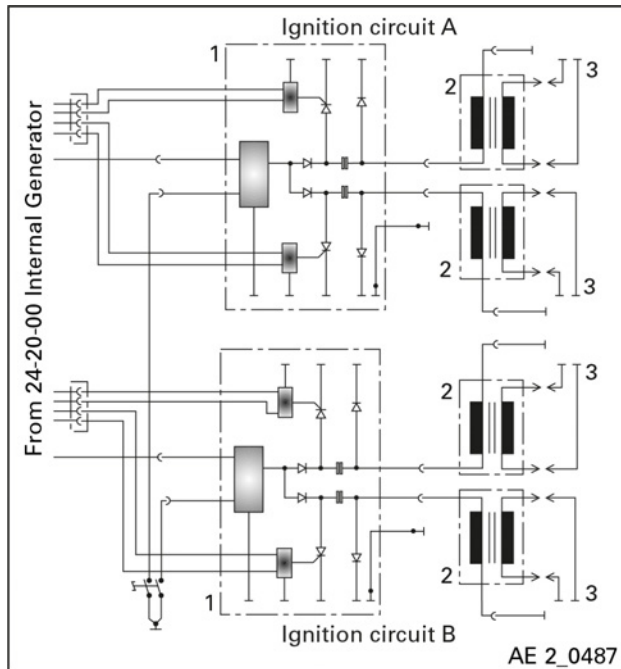 Ignition circuit A
1
2
3
2
3
From 24-20-00 Internal Generator
2
3
2
3
1
Ignition circuit B
AE 2_0487